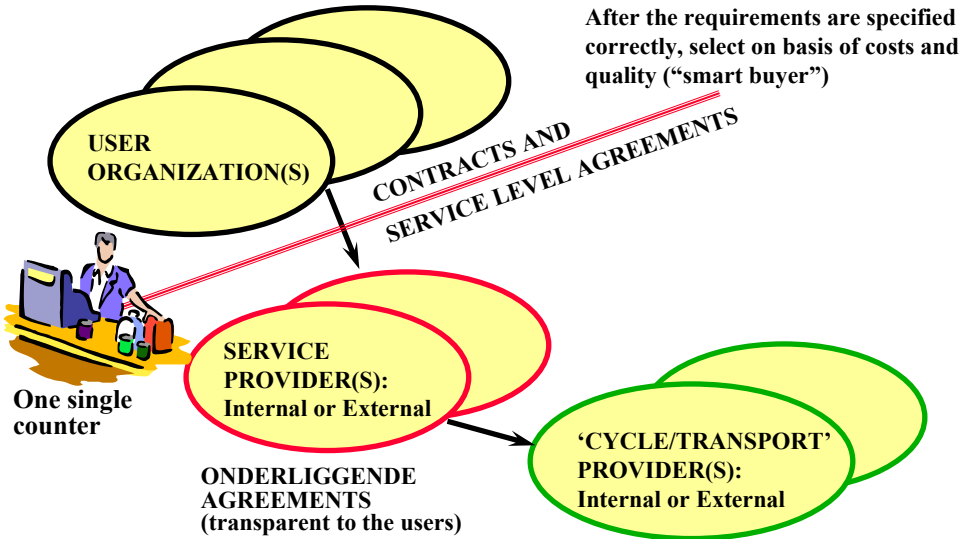 After the requirements are specified
correctly, select on basis of costs and
quality (“smart buyer”)
USER
ORGANIZATION(S)
CONTRACTS AND
SERVICE LEVEL AGREEMENTS
One single
counter
SERVICE
PROVIDER(S):
Internal or External
ONDERLIGGENDE
AGREEMENTS
(transparent to the users)
‘CYCLE/TRANSPORT’
PROVIDER(S):
Internal or External